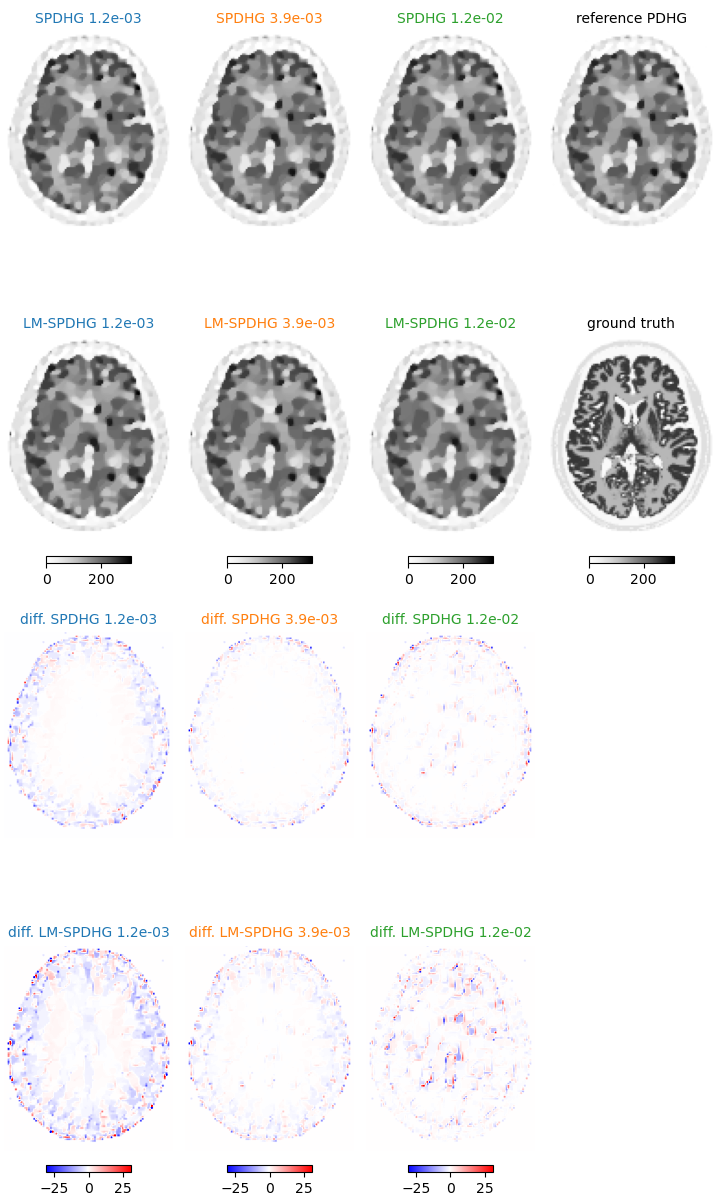 SPDHG 1.2e-03 SPDHG 3.9e-03 SPDHG 1.2e-02 reference PDHG
LM-SPDHG 1.2e-03 LM-SPDHG 3.9e-03 LM-SPDHG 1.2e-02 ground truth
0 200 0 200 0 200 0 200
diff. SPDHG 1.2e-03 diff. SPDHG 3.9e-03 diff. SPDHG 1.2e-02
diff. LM-SPDHG 1.2e-03 diff. LM-SPDHG 3.9e-03 diff. LM-SPDHG 1.2e-02
−25 0 25 −25 0 25 −25 0 25